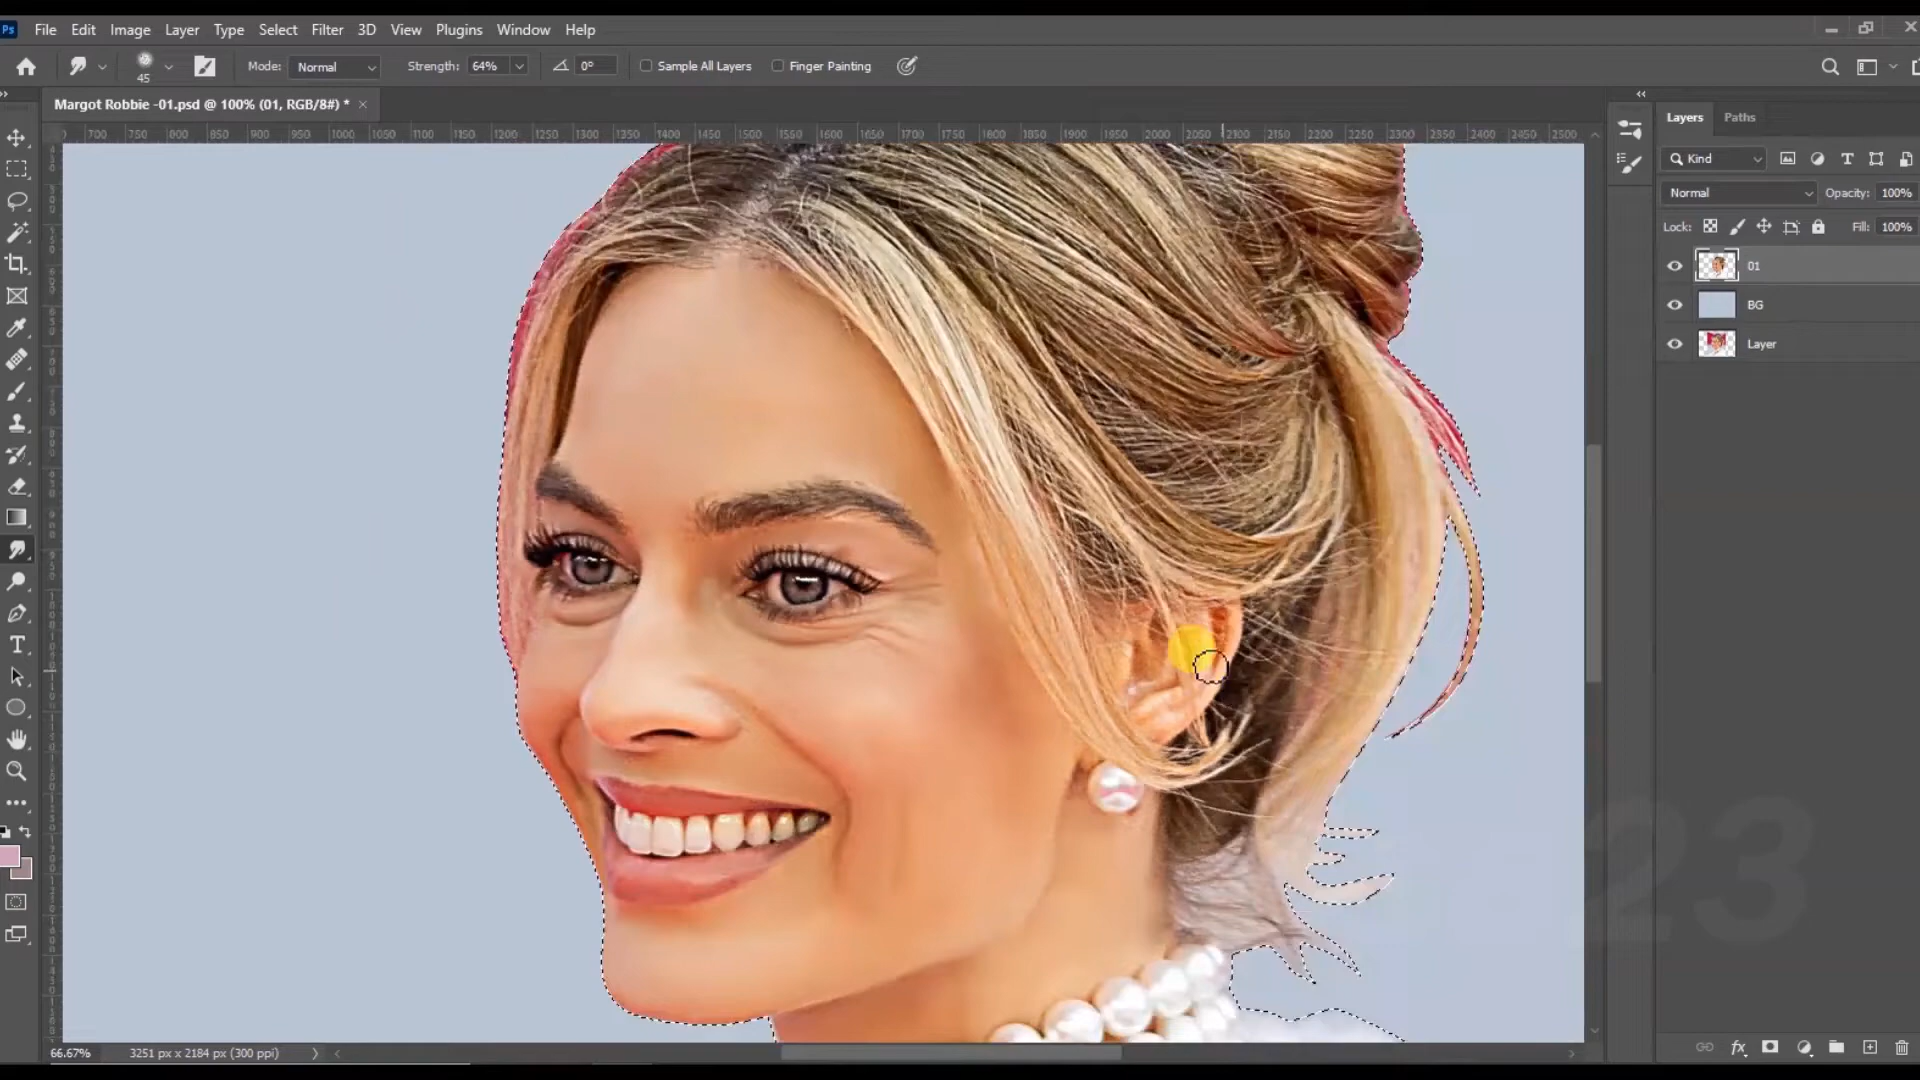 Ps File Edit Image Layer Type Select Filter 3D View Plugins Window Help
45 Mode: Normal Strength: 64% 0° Sample All Layers Finger Painting
Margot Robbie -01.psd @ 100% (01, RGB/8#) * ×
700 750 800 850 900 950 1000 1050 1100 1150 1200 1250 1300 1350 1400 1450 1500 1550 1600 1650 1700 1750 1800 1850 1900 1950 2000 2050 2100 2150 2200 2250 2300 2350 2400 2450 2500
Layers Paths
Kind
Normal Opacity: 100%
Lock: Fill: 100%
01
BG
Layer
23
66.67% 3251 px x 2184 px (300 ppi)
fx